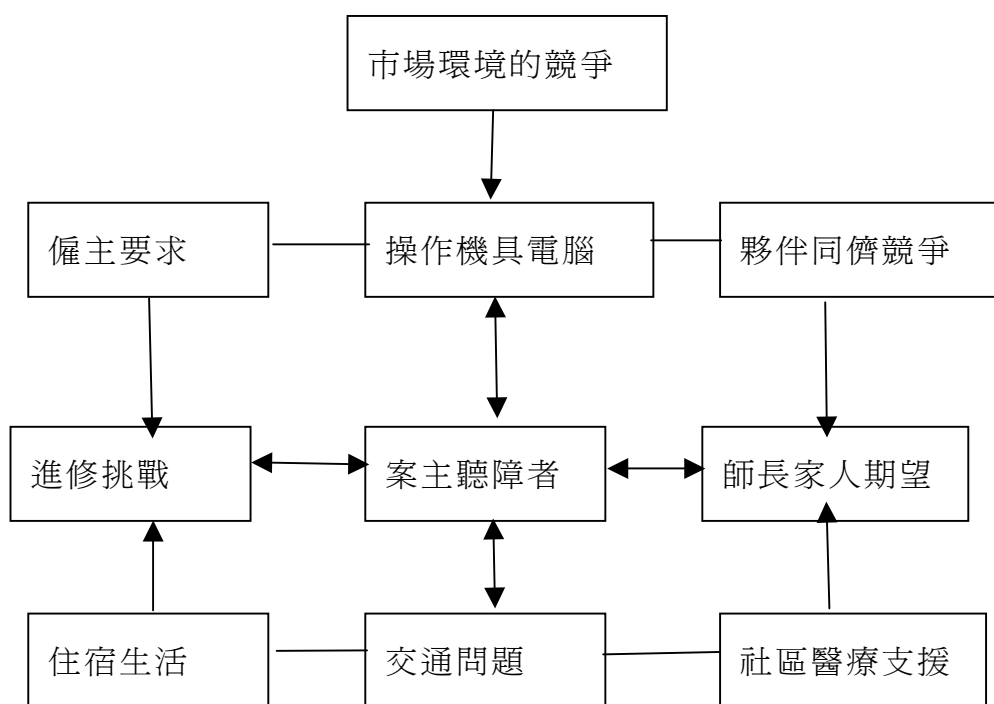 市場環境的競爭
僱主要求
操作機具電腦
夥伴同儕競爭
進修挑戰
案主聽障者
師長家人期望
住宿生活
交通問題
社區醫療支援